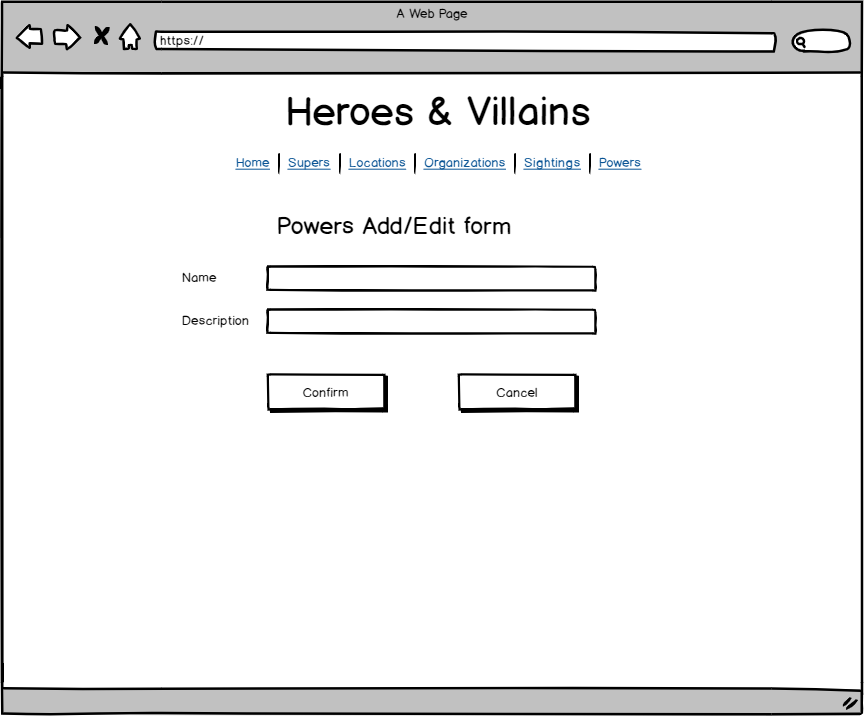 A Web Page
https://
Heroes & Villains
Home | Supers | Locations | Organizations | Sightings | Powers
Powers Add/Edit form
Name
Description
Confirm Cancel